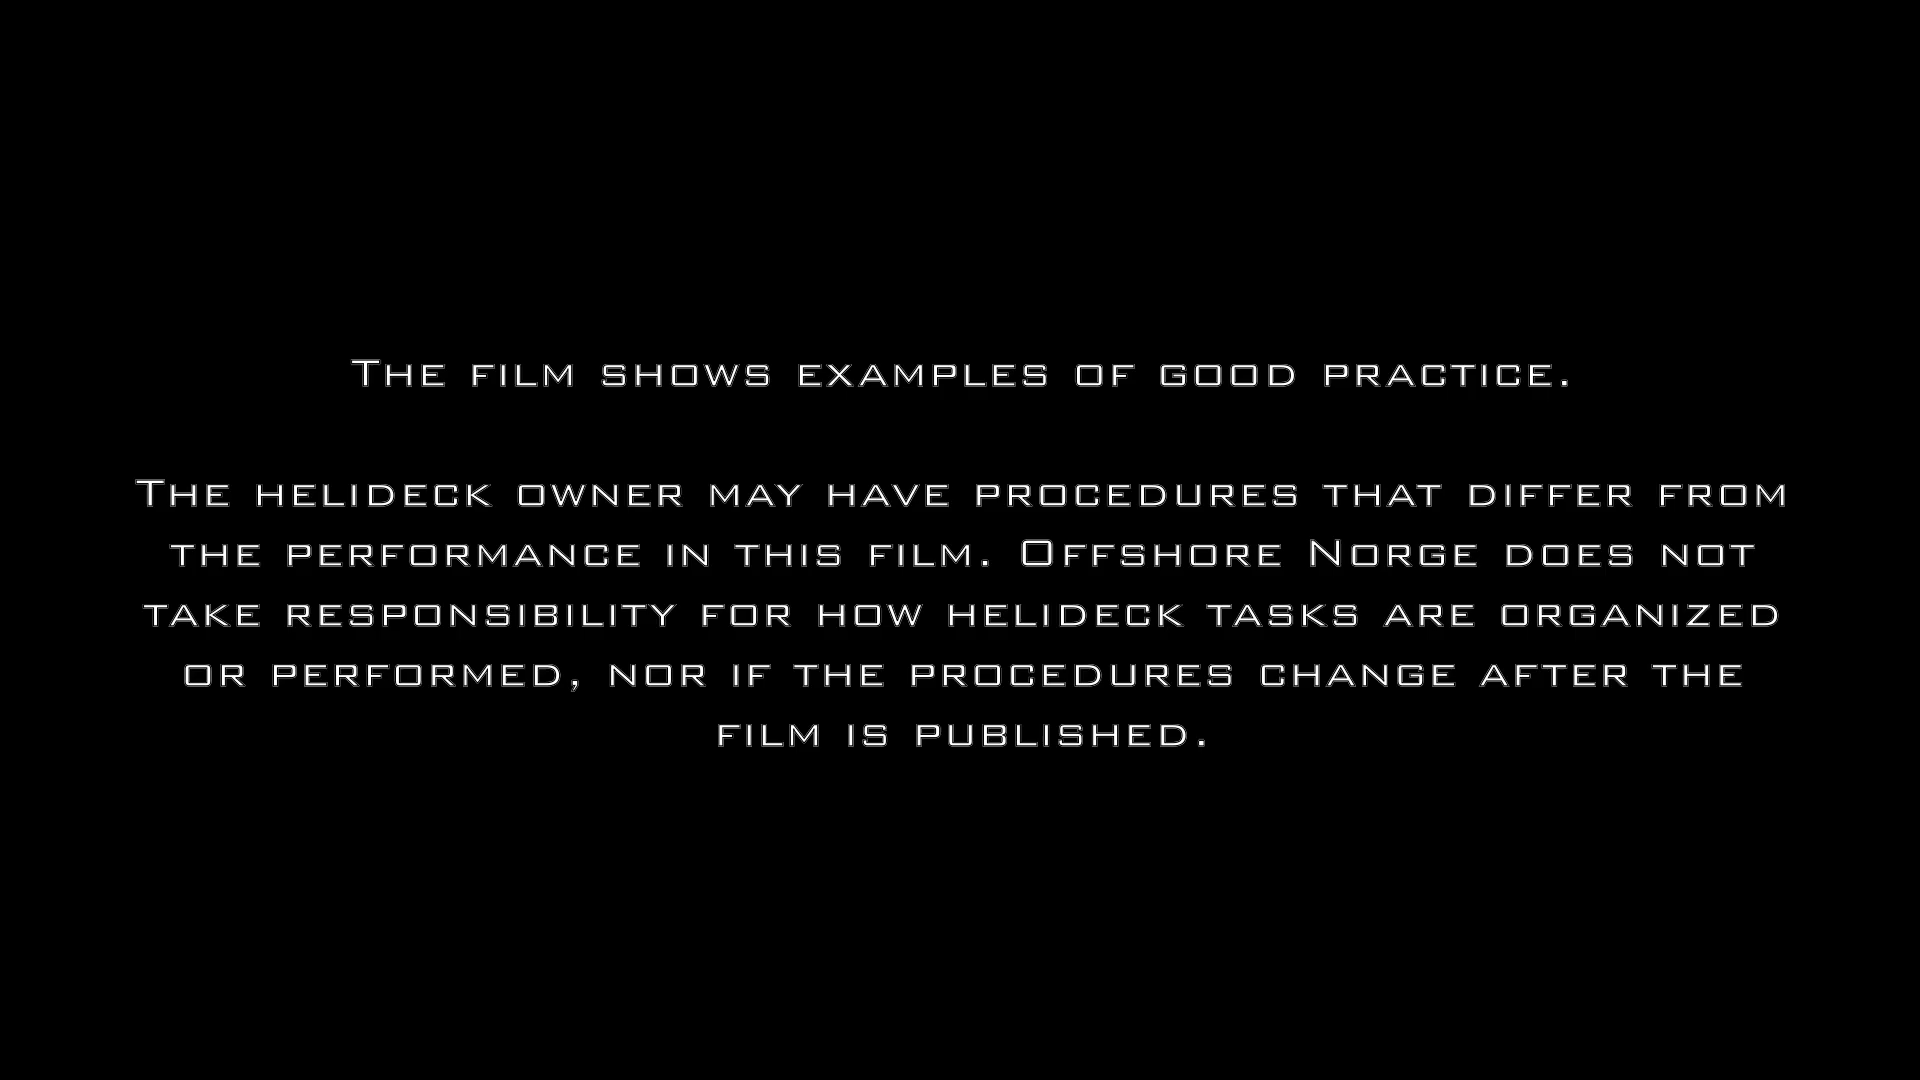 The film shows examples of good practice.
The helideck owner may have procedures that differ from
the performance in this film. Offshore Norge does not
take responsibility for how helideck tasks are organized
or performed, nor if the procedures change after the
film is published.